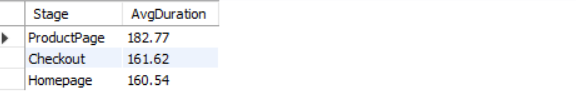 Stage AvgDuration
ProductPage 182.77
Checkout 161.62
Homepage 160.54